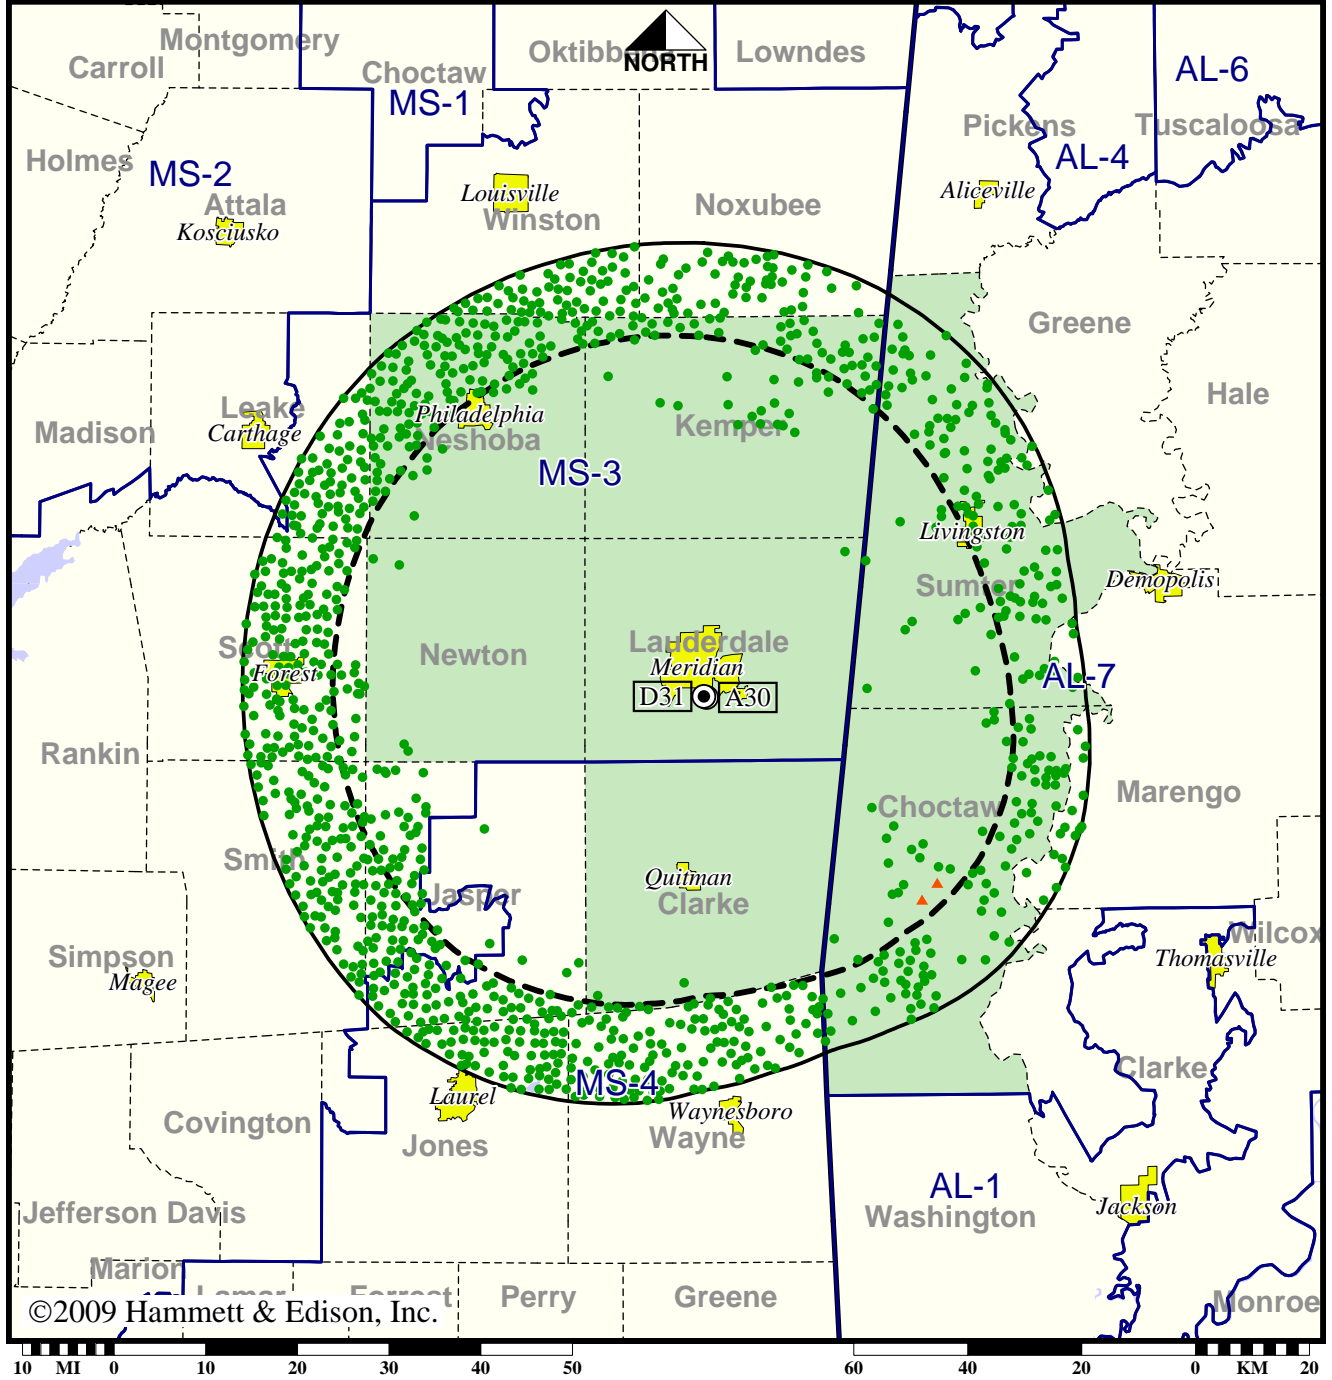 Montgomery
Carroll
Choctaw
Oktibb
NORTH
Lowndes
AL-6
MS-1
Pickens
Tuscaloosa
Holmes
MS-2
AL-4
Attala
Kosciusko
Louisville
Winston
Noxubee
Aliceville
Greene
Hale
Leake
Carthage
Madison
Philadelphia
Neshoba
Kemper
MS-3
Livingston
Sumter
Demopolis
Scott
Forest
Newton
Lauderdale
Meridian
D31
A30
AL-7
Rankin
Choctaw
Marengo
Smith
Jasper
Quitman
Clarke
Simpson
Magee
Wilcox
Thomasville
MS-4
Clarke
Covington
Laurel
Jones
Waynesboro
Wayne
AL-1
Washington
Jackson
Jefferson Davis
Marion
Lamar
Forrest
Perry
Greene
Monroe
©2009 Hammett & Edison, Inc.
10 MI 0 10 20 30 40 50 60 40 20 0 KM 20